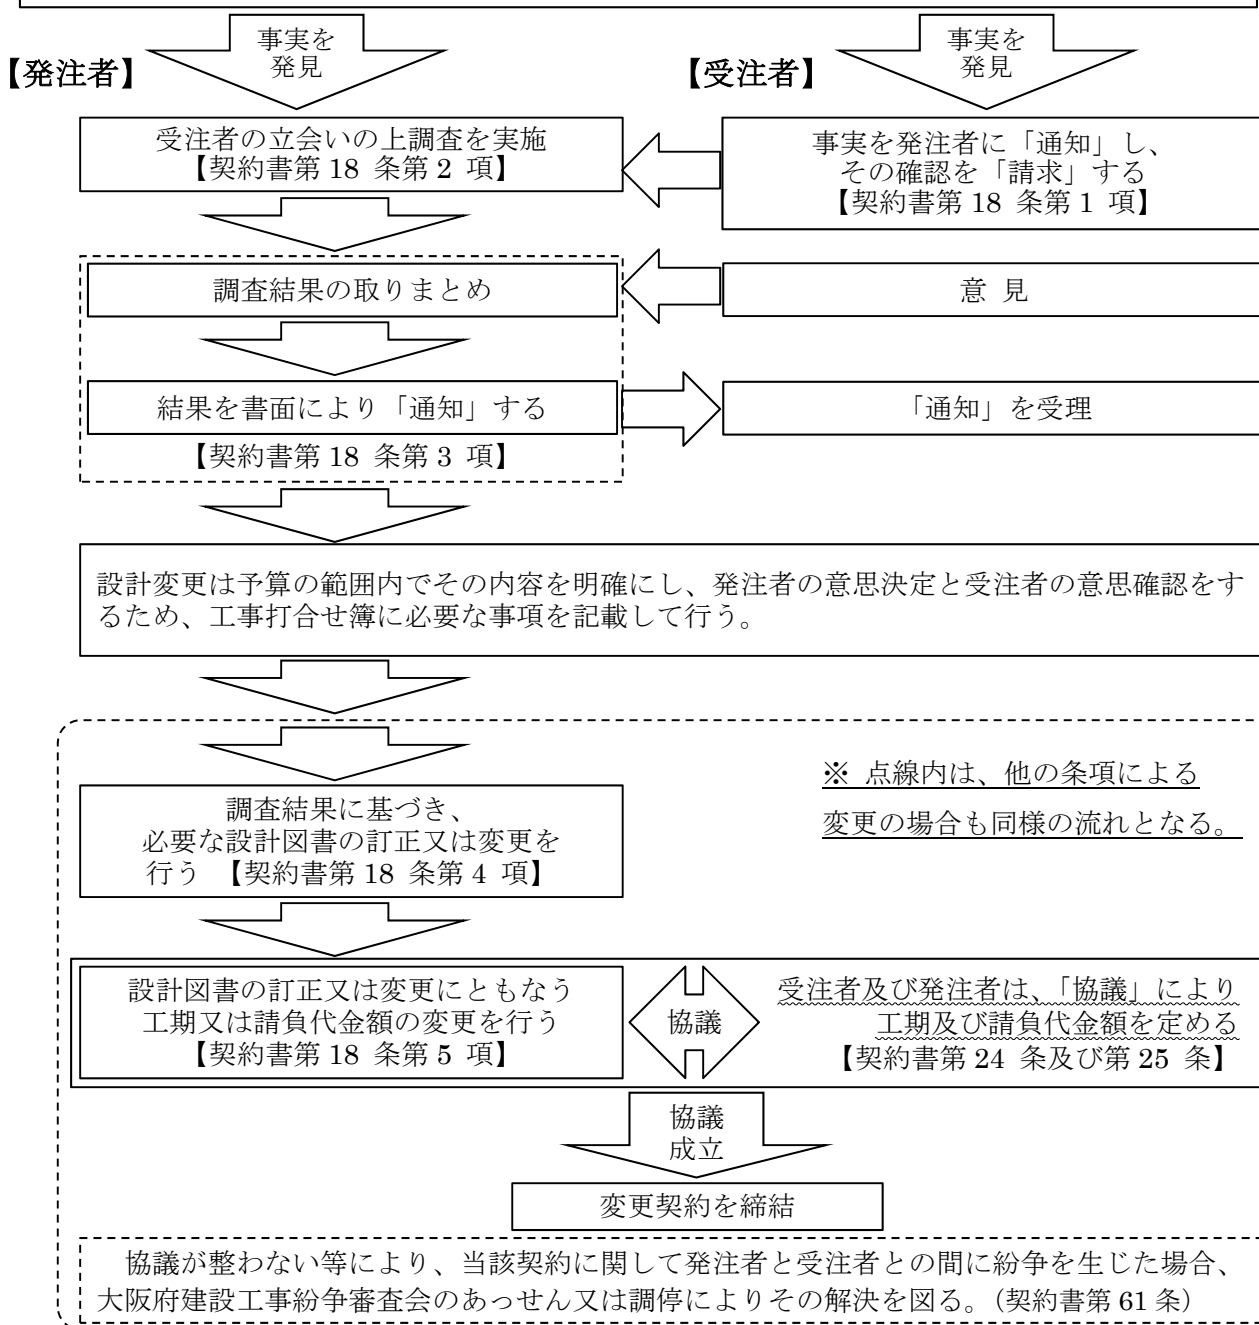 事実を
発見
事実を
発見
【発注者】
【受注者】
受注者の立会いの上調査を実施
【契約書第 18 条第 2 項】
事実を発注者に「通知」し、
その確認を「請求」する
【契約書第 18 条第 1 項】
調査結果の取りまとめ
意 見
結果を書面により「通知」する
「通知」を受理
【契約書第 18 条第 3 項】
設計変更は予算の範囲内でその内容を明確にし、発注者の意思決定と受注者の意思確認をす
るため、工事打合せ簿に必要な事項を記載して行う。
※ 点線内は、他の条項による
変更の場合も同様の流れとなる。
調査結果に基づき、
必要な設計図書の訂正又は変更を
行う 【契約書第 18 条第 4 項】
設計図書の訂正又は変更にともなう
工期又は請負代金額の変更を行う
【契約書第 18 条第 5 項】
協議
受注者及び発注者は、「協議」により
工期及び請負代金額を定める
【契約書第 24 条及び第 25 条】
協議
成立
変更契約を締結
協議が整わない等により、当該契約に関して発注者と受注者との間に紛争を生じた場合、
大阪府建設工事紛争審査会のあっせん又は調停によりその解決を図る。(契約書第 61 条)